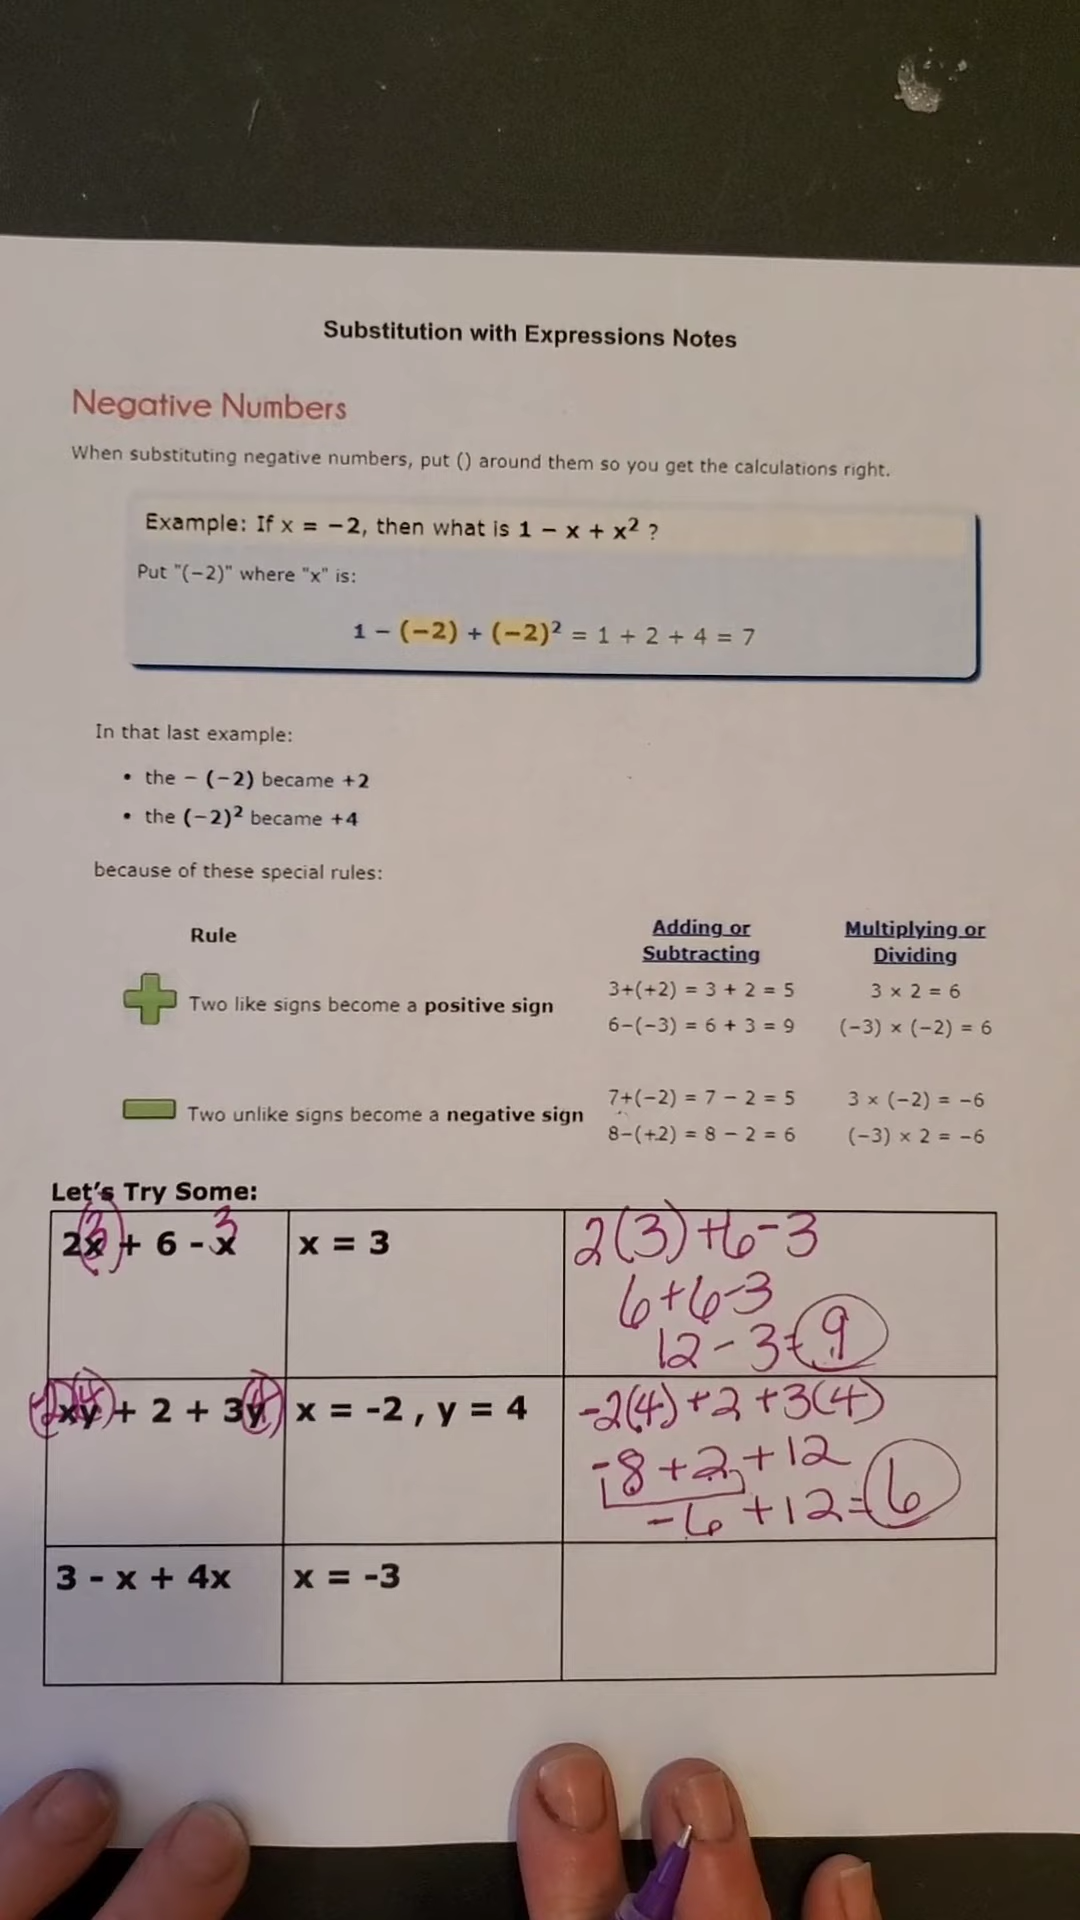 Substitution with Expressions Notes
Negative Numbers
When substituting negative numbers, put () around them so you get the calculations right.
Example: If x = −2, then what is 1 − x + x² ?
Put "(−2)" where "x" is:
1 − (−2) + (−2)² = 1 + 2 + 4 = 7
In that last example:
• the − (−2) became +2
• the (−2)² became +4
because of these special rules:
Rule
Adding or Subtracting
Multiplying or Dividing
Two like signs become a positive sign
3+(+2) = 3 + 2 = 5
3 × 2 = 6
6−(−3) = 6 + 3 = 9
(−3) × (−2) = 6
Two unlike signs become a negative sign
7+(−2) = 7 − 2 = 5
3 × (−2) = −6
8−(+2) = 8 − 2 = 6
(−3) × 2 = −6
Let's Try Some:
(3) 3
2x + 6 - x
x = 3
2(3)+6-3
6+6-3
12-3=9
(-2)(4) (4)
xy + 2 + 3y
x = -2 , y = 4
-2(4)+2+3(4)
-8+2+12
-6+12=6
3 - x + 4x
x = -3